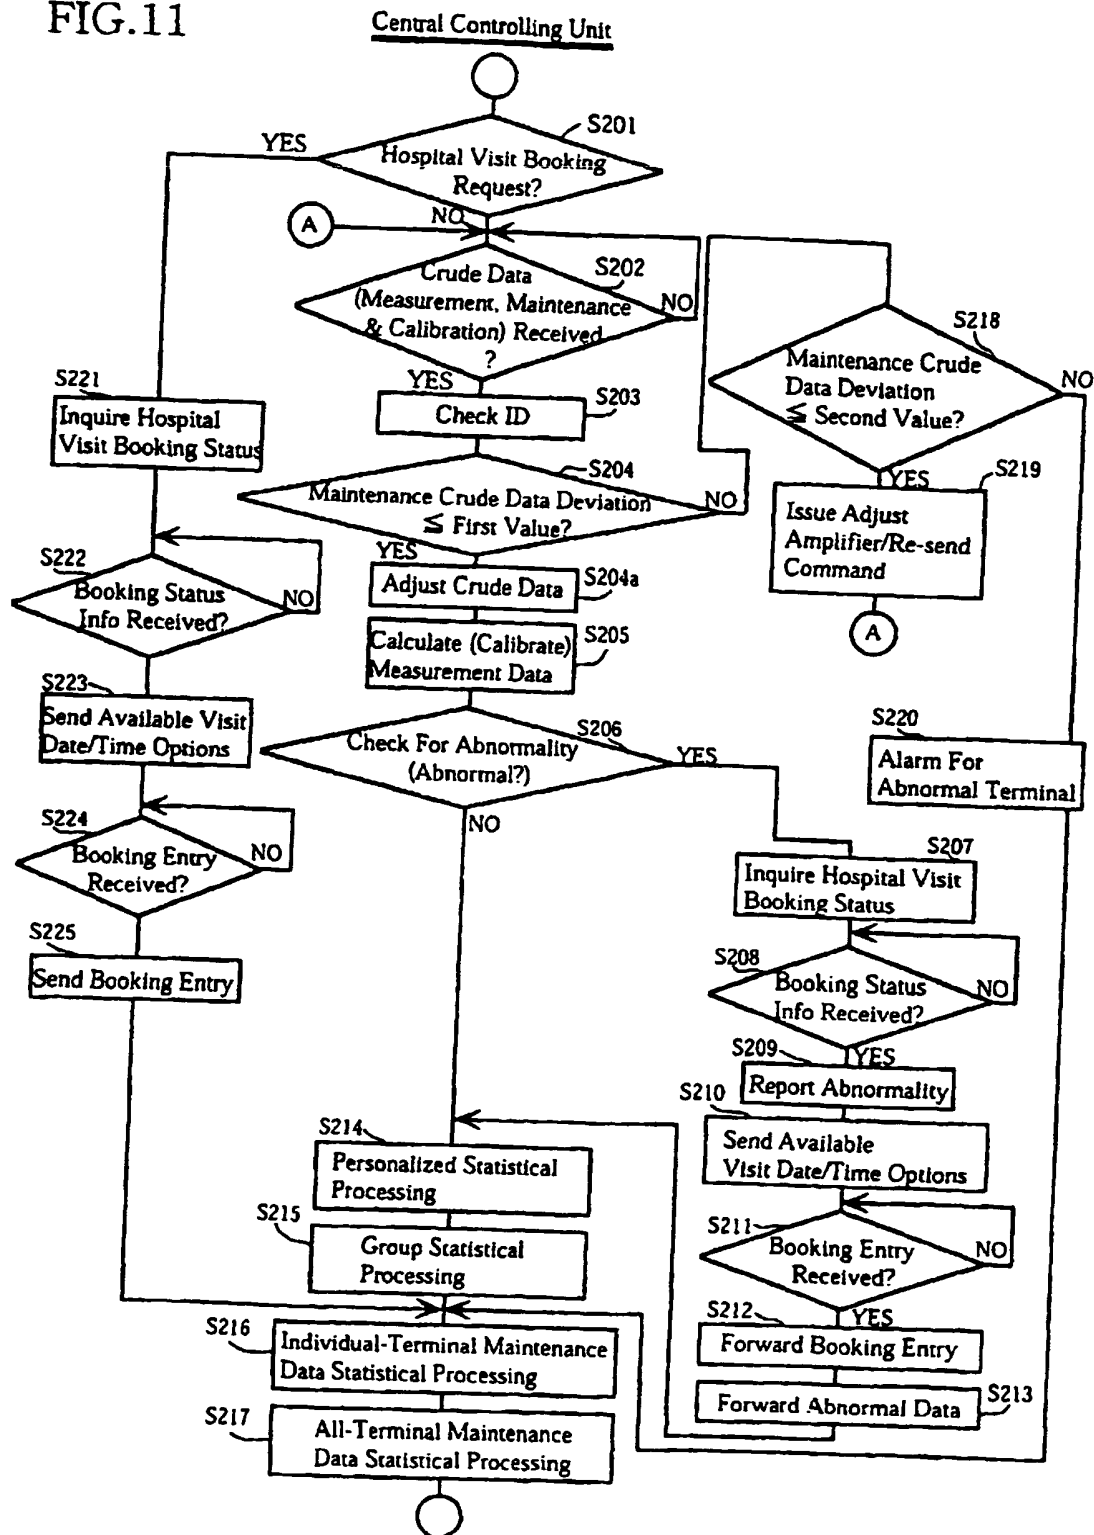 FIG.11
Central Controlling Unit
S201
YES
Hospital Visit Booking
Request?
NO
A
S202
Crude Data
(Measurement, Maintenance
& Calibration) Received
?
NO
YES
S203
Check ID
S204
Maintenance Crude Data Deviation
≦ First Value?
NO
YES
S204a
Adjust Crude Data
S205
Calculate (Calibrate)
Measurement Data
S206
Check For Abnormality
(Abnormal?)
YES
NO
S218
Maintenance Crude
Data Deviation
≦ Second Value?
NO
YES
S219
Issue Adjust
Amplifier/Re-send
Command
A
S220
Alarm For
Abnormal Terminal
S221
Inquire Hospital
Visit Booking Status
S222
Booking Status
Info Received?
NO
S223
Send Available Visit
Date/Time Options
S224
Booking Entry
Received?
NO
S225
Send Booking Entry
S207
Inquire Hospital Visit
Booking Status
S208
Booking Status
Info Received?
NO
YES
S209
Report Abnormality
S210
Send Available
Visit Date/Time Options
S211
Booking Entry
Received?
NO
YES
S212
Forward Booking Entry
S213
Forward Abnormal Data
S214
Personalized Statistical
Processing
S215
Group Statistical
Processing
S216
Individual-Terminal Maintenance
Data Statistical Processing
S217
All-Terminal Maintenance
Data Statistical Processing